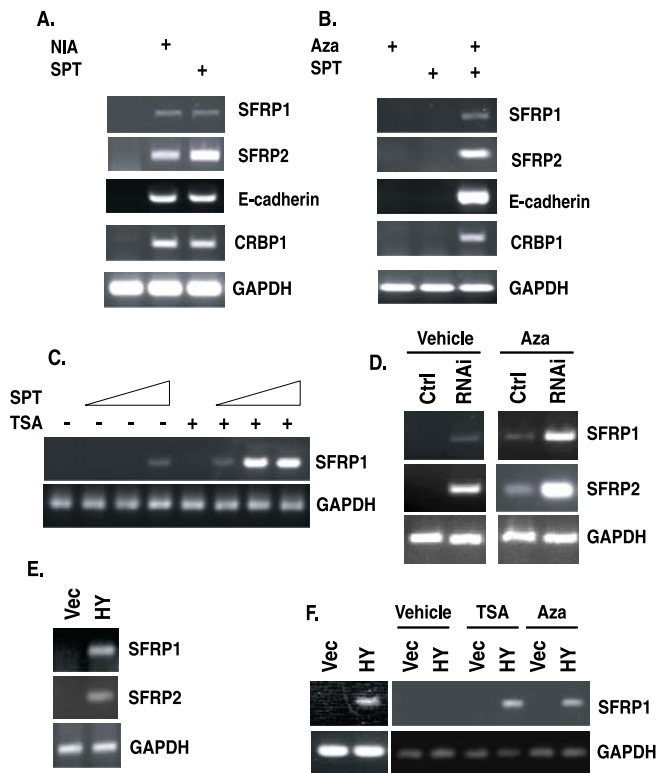 A.
NIA +
SPT +
SFRP1
SFRP2
E-cadherin
CRBP1
GAPDH
B.
Aza + +
SPT + +
SFRP1
SFRP2
E-cadherin
CRBP1
GAPDH
C.
SPT
TSA - - - - + + + +
SFRP1
GAPDH
D.
Vehicle Aza
Ctrl RNAi Ctrl RNAi
SFRP1
SFRP2
GAPDH
E.
Vec HY
SFRP1
SFRP2
GAPDH
F.
Vehicle TSA Aza
Vec HY Vec HY Vec HY Vec HY
SFRP1
GAPDH